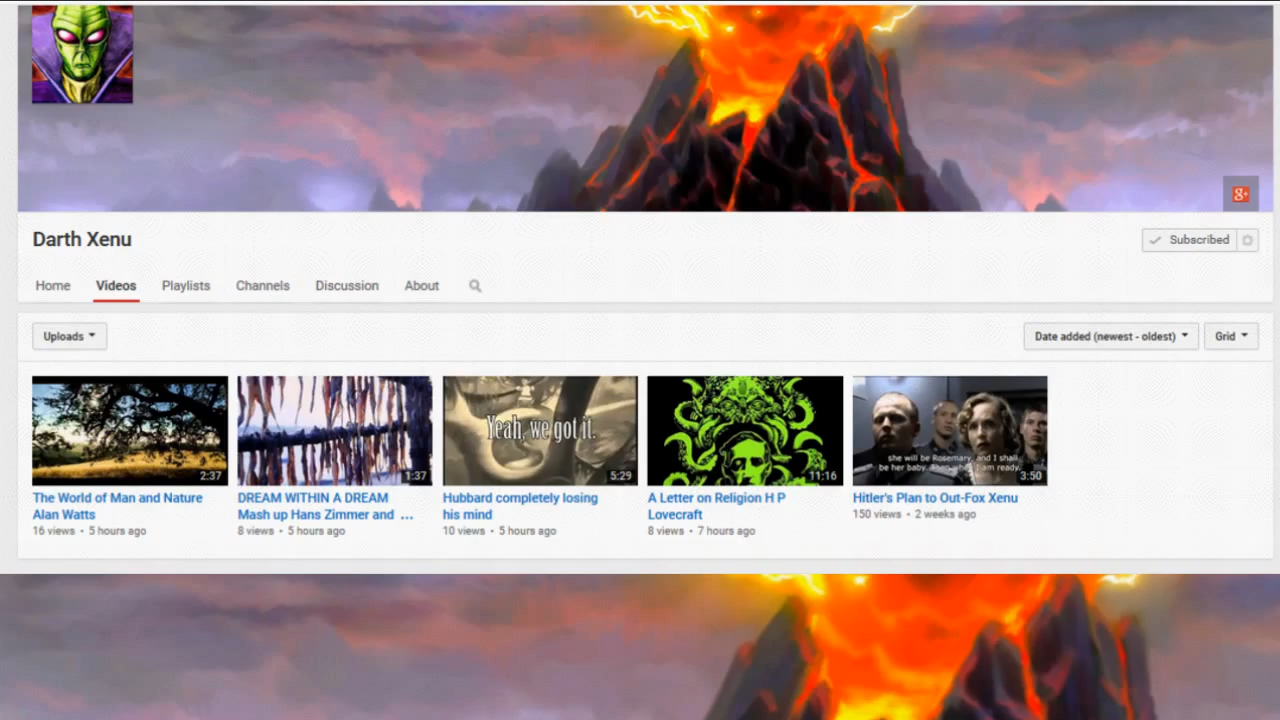 g+
Darth Xenu
Subscribed
Home Videos Playlists Channels Discussion About
Uploads
Date added (newest - oldest) Grid
Yeah, we got it.
she will be Rosemary, and I shall
be her baby. Then, when I am ready,
2:37
1:37
5:29
11:16
3:50
The World of Man and Nature
Alan Watts
16 views • 5 hours ago
DREAM WITHIN A DREAM
Mash up Hans Zimmer and ...
8 views • 5 hours ago
Hubbard completely losing
his mind
10 views • 5 hours ago
A Letter on Religion H P
Lovecraft
8 views • 7 hours ago
Hitler's Plan to Out-Fox Xenu
150 views • 2 weeks ago